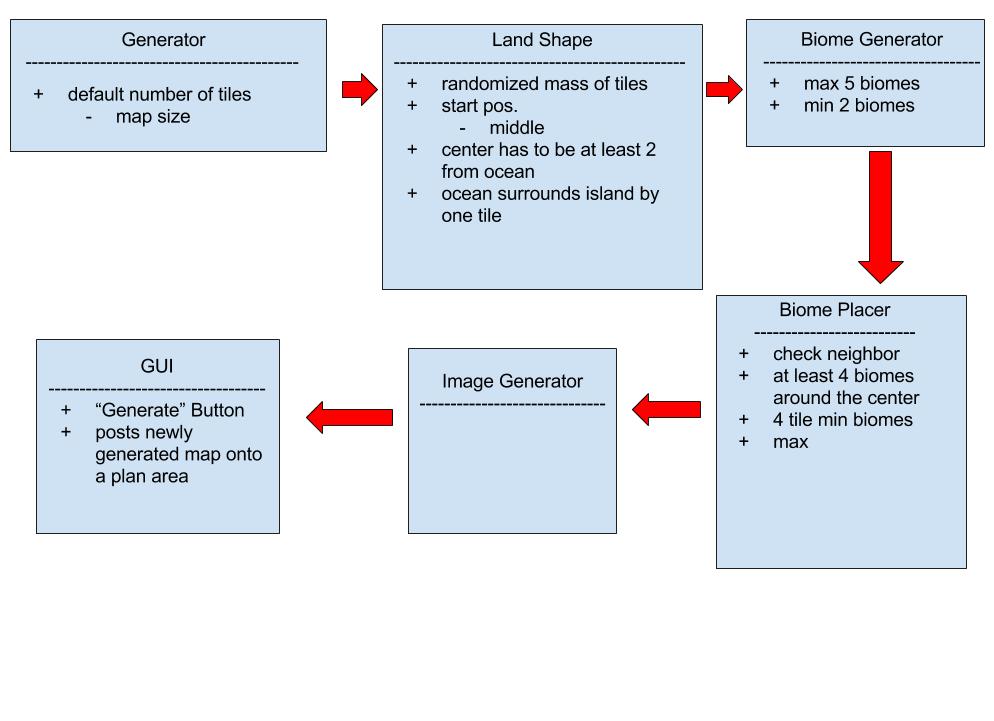 Generator
---------------------------------------------
+ default number of tiles
- map size
Land Shape
------------------------------------------------
+ randomized mass of tiles
+ start pos.
- middle
+ center has to be at least 2
from ocean
+ ocean surrounds island by
one tile
Biome Generator
------------------------------------
+ max 5 biomes
+ min 2 biomes
Biome Placer
---------------------------
+ check neighbor
+ at least 4 biomes
around the center
+ 4 tile min biomes
+ max
Image Generator
-------------------------------
GUI
------------------------------------
+ “Generate” Button
+ posts newly
generated map onto
a plan area